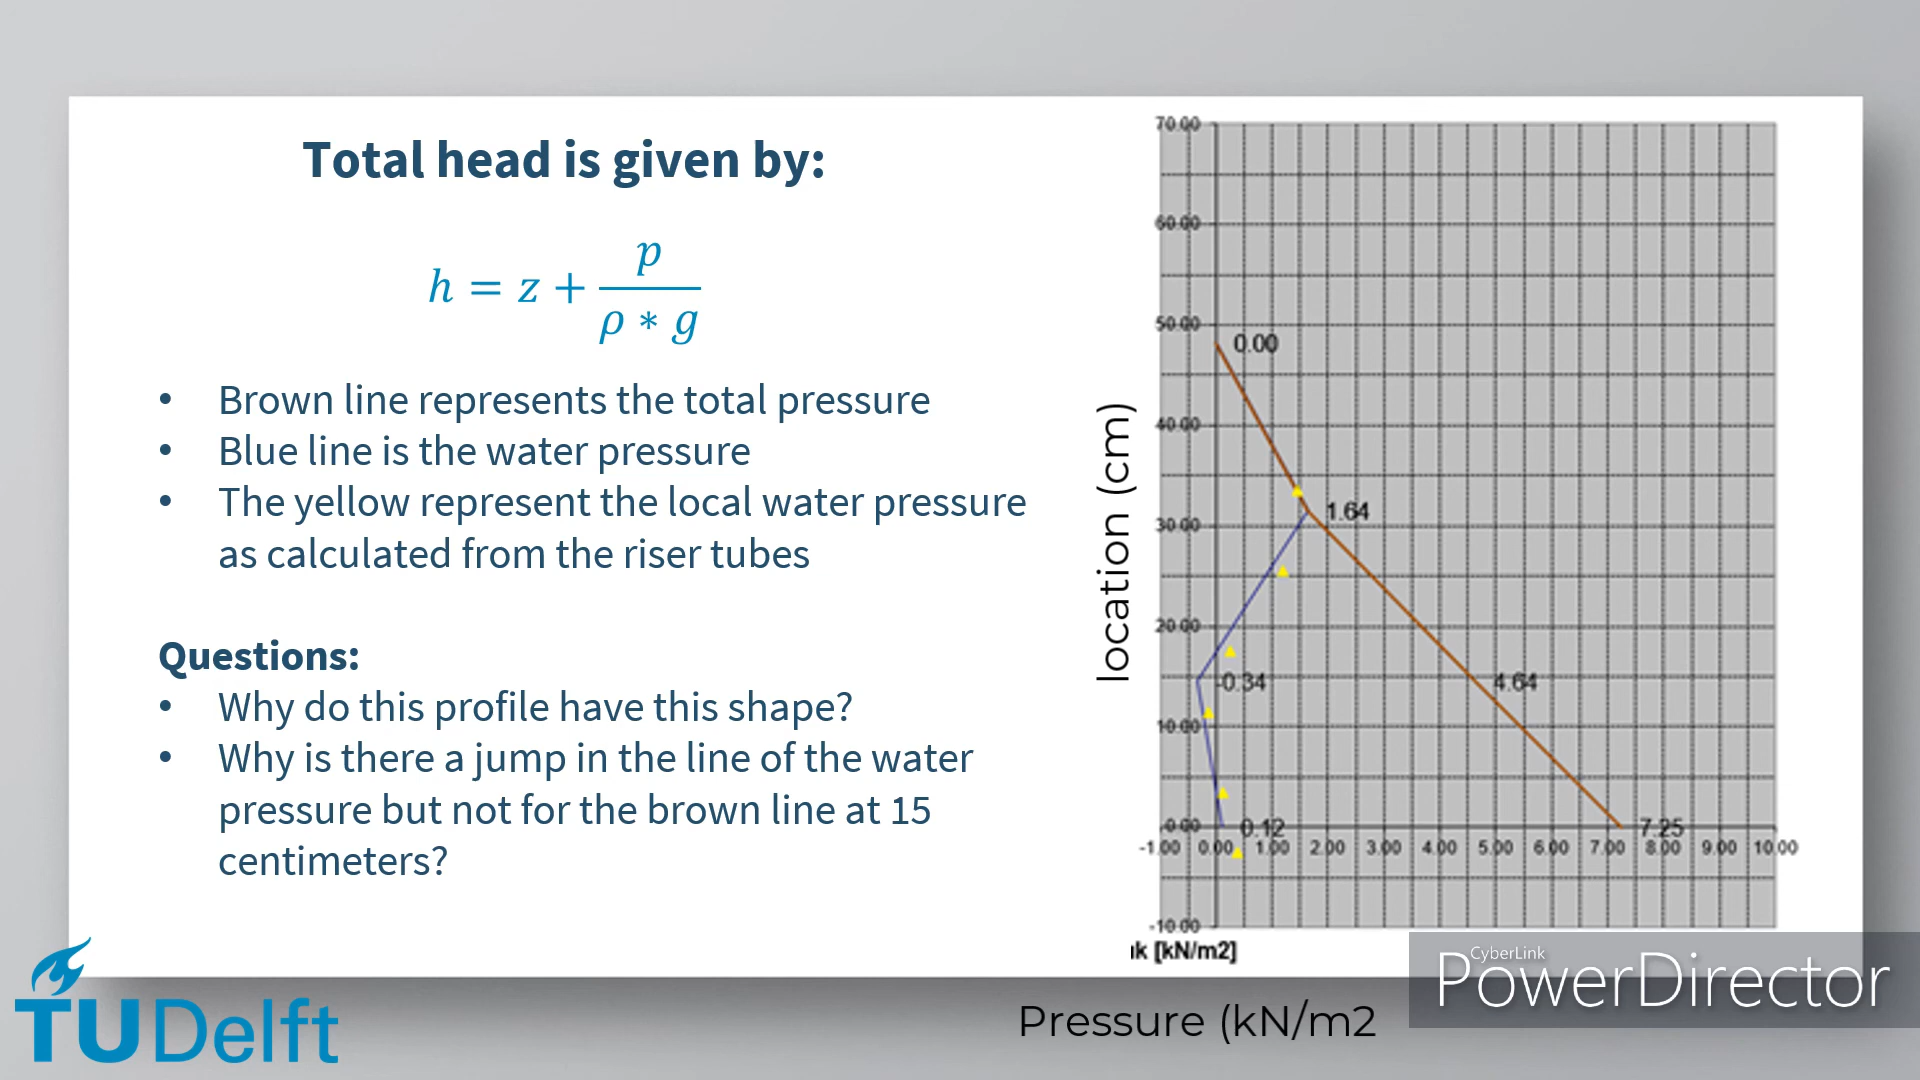 Total head is given by:
h = z + p / ρ * g
• Brown line represents the total pressure
• Blue line is the water pressure
• The yellow represent the local water pressure
as calculated from the riser tubes
Questions:
• Why do this profile have this shape?
• Why is there a jump in the line of the water
pressure but not for the brown line at 15
centimeters?
location (cm)
70.00
60.00
50.00
0.00
40.00
1.64
30.00
20.00
-0.34
4.64
10.00
0.00
0.12
7.25
-1.00 0.00 1.00 2.00 3.00 4.00 5.00 6.00 7.00 8.00 9.00 10.00
-10.00
uk [kN/m2]
Pressure (kN/m2
TUDelft
CyberLink
PowerDirector